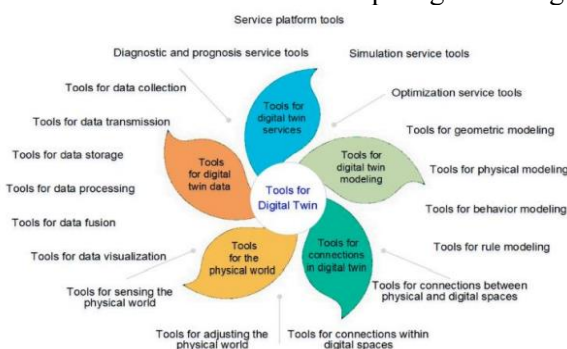 Service platform tools
Diagnostic and prognosis service tools
Simulation service tools
Tools for data collection
Optimization service tools
Tools for data transmission
Tools for geometric modeling
Tools for data storage
Tools for physical modeling
Tools for data processing
Tools for behavior modeling
Tools for data fusion
Tools for rule modeling
Tools for data visualization
Tools for sensing the
physical world
Tools for connections between
physical and digital spaces
Tools for adjusting the
physical world
Tools for connections within
digital spaces
Tools for
digital twin
services
Tools
for digital
twin data
Tools for
digital twin
modeling
Tools for
Digital Twin
Tools
for the
physical world
Tools for
connections
in digital twin